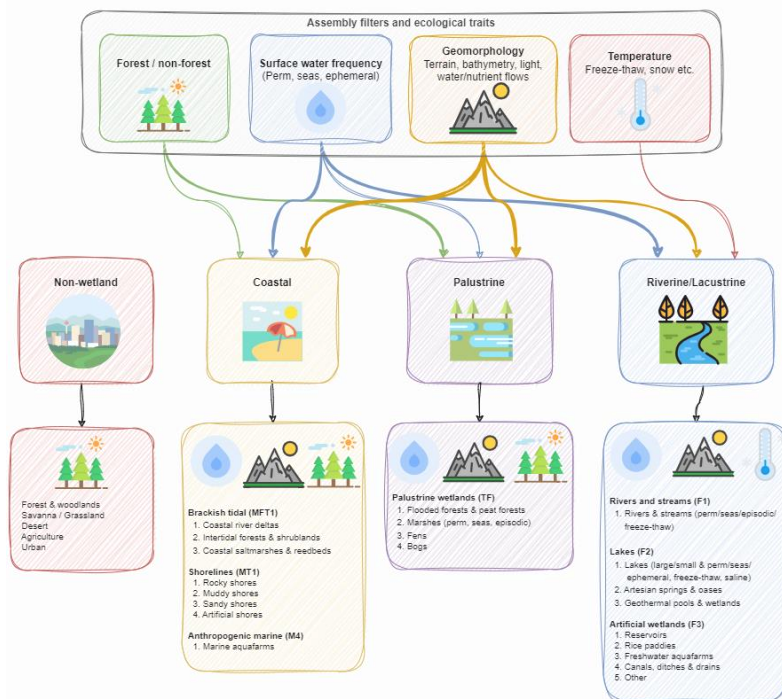 Assembly filters and ecological traits
Forest / non-forest
Surface water frequency
(Perm, seas, ephemeral)
Geomorphology
Terrain, bathymetry, light,
water/nutrient flows
Temperature
Freeze-thaw, snow etc.
Non-wetland
Coastal
Palustrine
Riverine/Lacustrine
Forest & woodlands
Savanna / Grassland
Desert
Agriculture
Urban
Brackish tidal (MFT1)
1. Coastal river deltas
2. Intertidal forests & shrublands
3. Coastal saltmarshes & reedbeds
Shorelines (MT1)
1. Rocky shores
2. Muddy shores
3. Sandy shores
4. Artificial shores
Anthropogenic marine (M4)
1. Marine aquafarms
Palustrine wetlands (TF)
1. Flooded forests & peat forests
2. Marshes (perm, seas, episodic)
3. Fens
4. Bogs
Rivers and streams (F1)
1. Rivers & streams (perm/seas/episodic/
freeze-thaw)
Lakes (F2)
1. Lakes (large/small & perm/seas/
ephemeral, freeze-thaw, saline)
2. Artesian springs & oases
3. Geothermal pools & wetlands
Artificial wetlands (F3)
1. Reservoirs
2. Rice paddies
3. Freshwater aquafarms
4. Canals, ditches & drains
5. Other